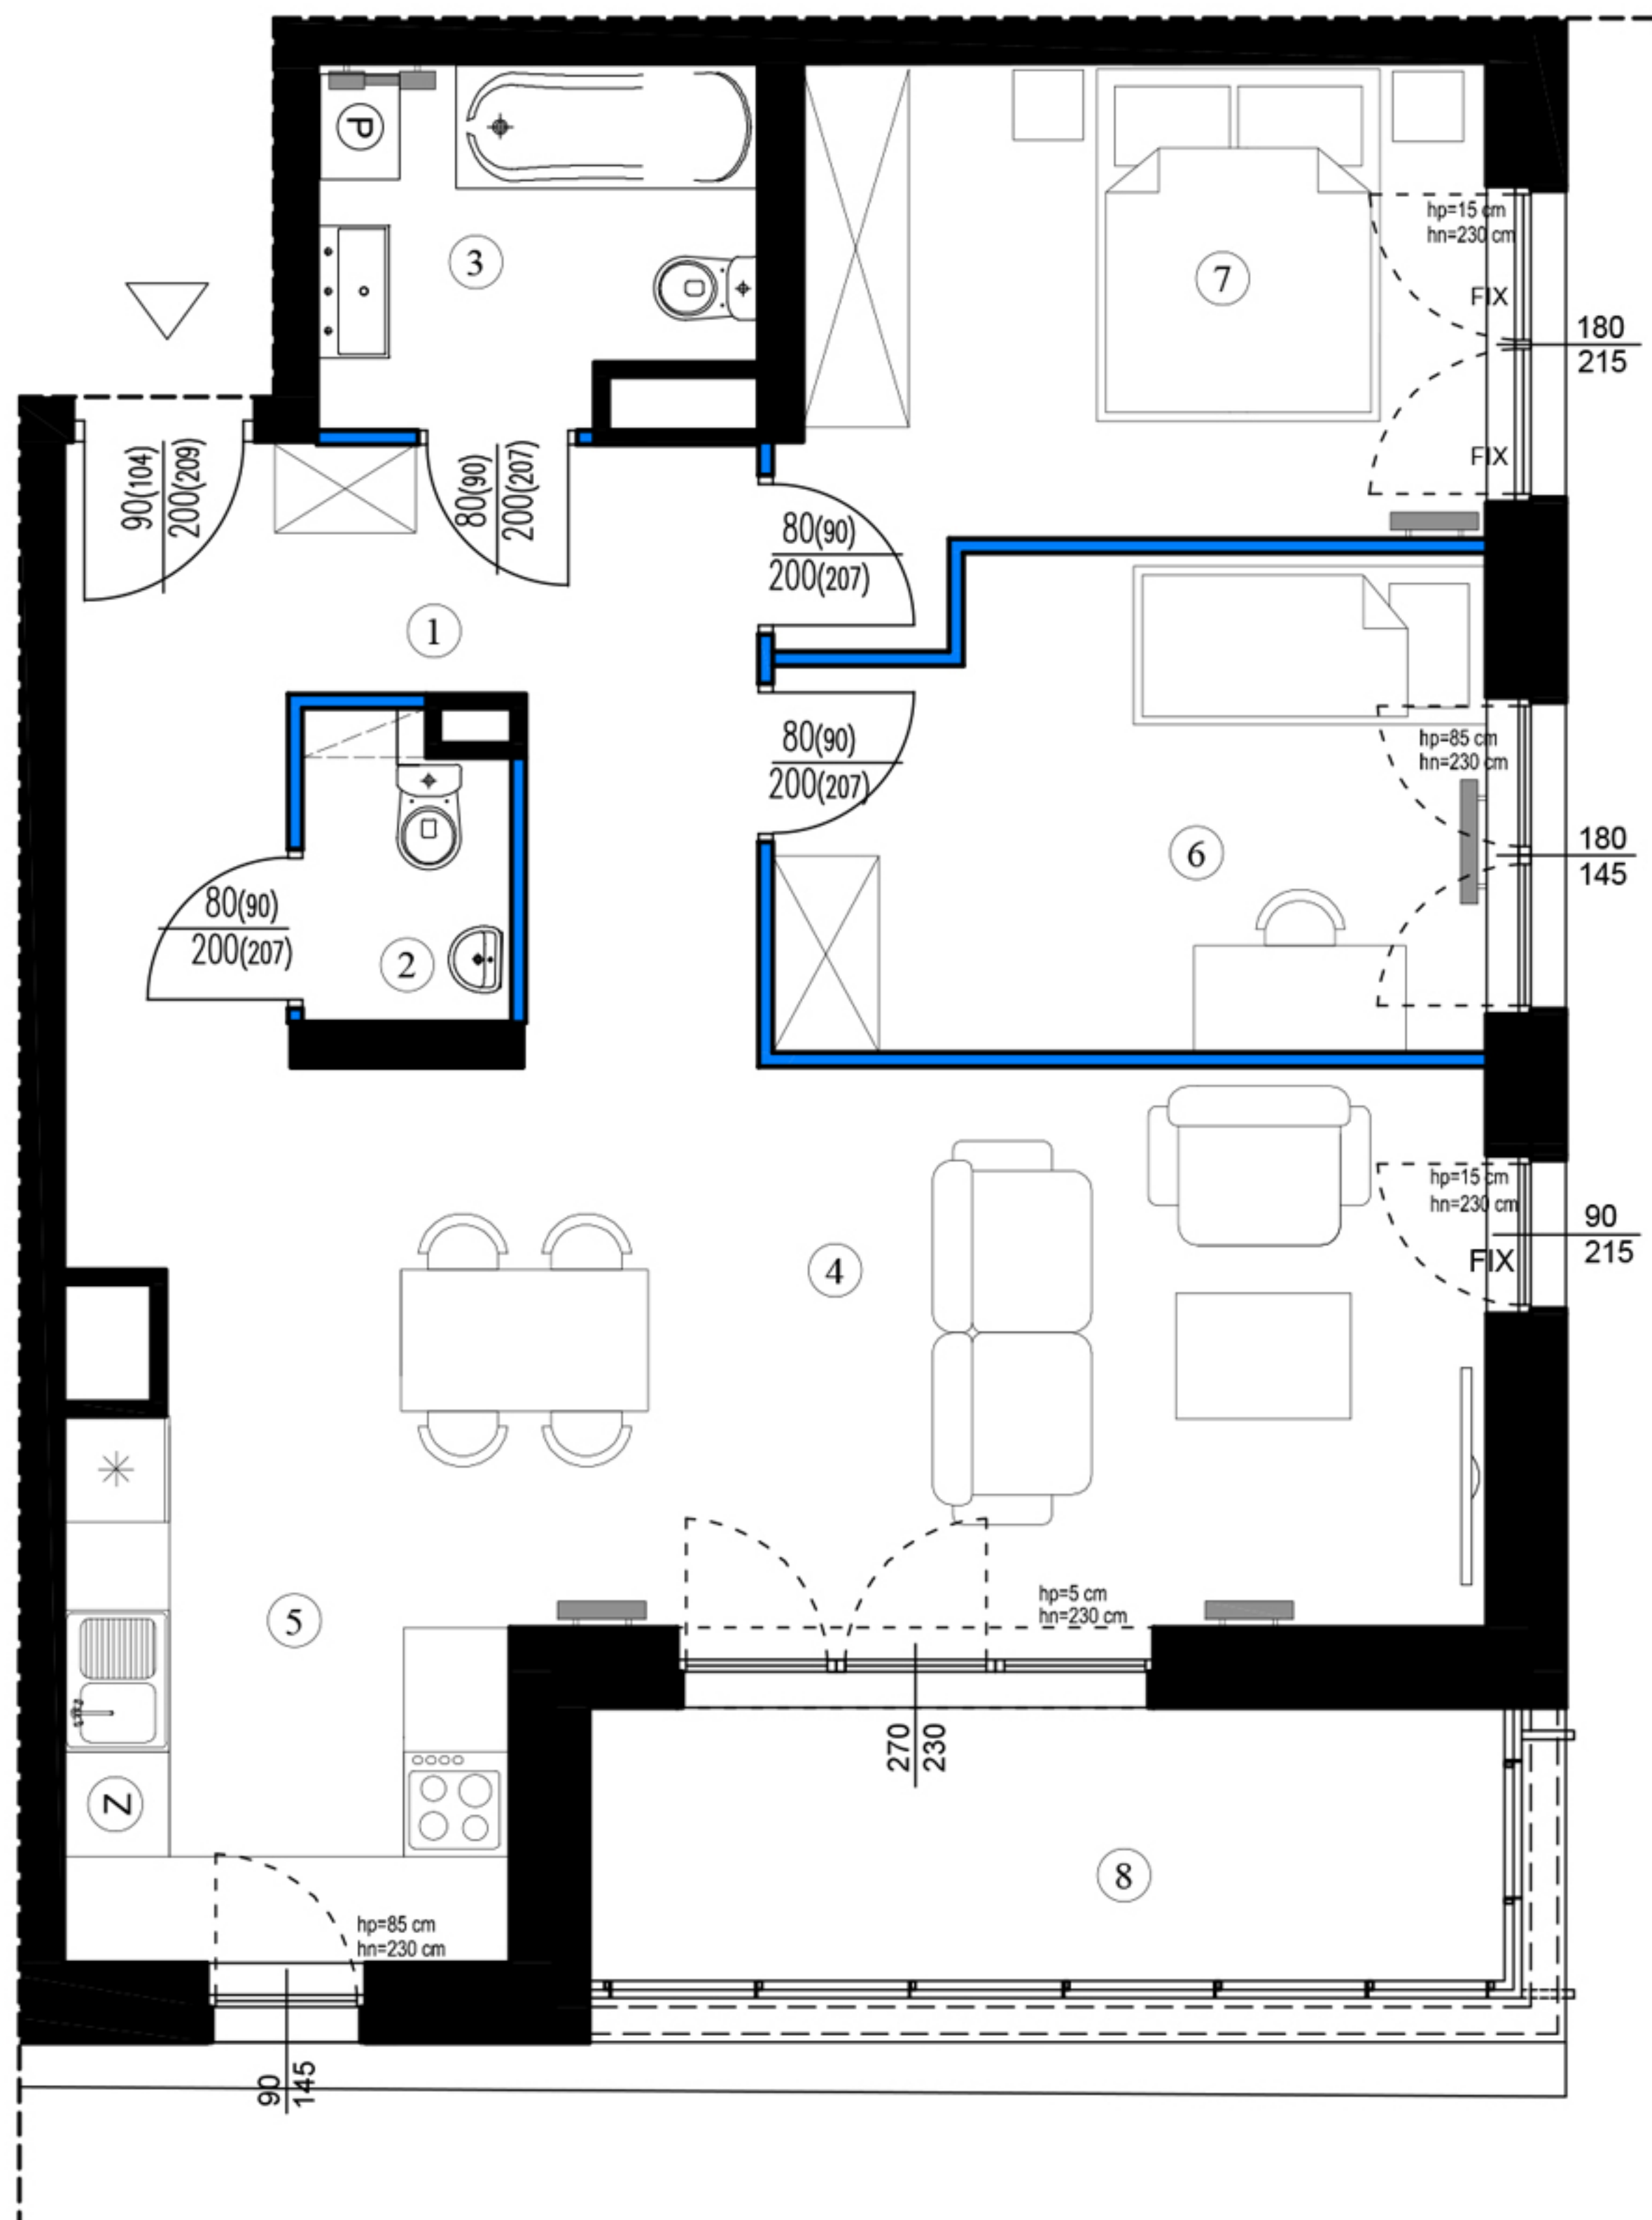 P
3
7
hp=15 cm
hn=230 cm
FIX
180
215
FIX
90(104)
200(209)
80(90)
200(207)
80(90)
200(207)
1
80(90)
200(207)
hp=85 cm
hn=230 cm
6
180
145
80(90)
200(207)
2
hp=15 cm
hn=230 cm
90
215
FIX
4
5
hp=5 cm
hn=230 cm
270
230
Z
8
hp=85 cm
hn=230 cm
90
145